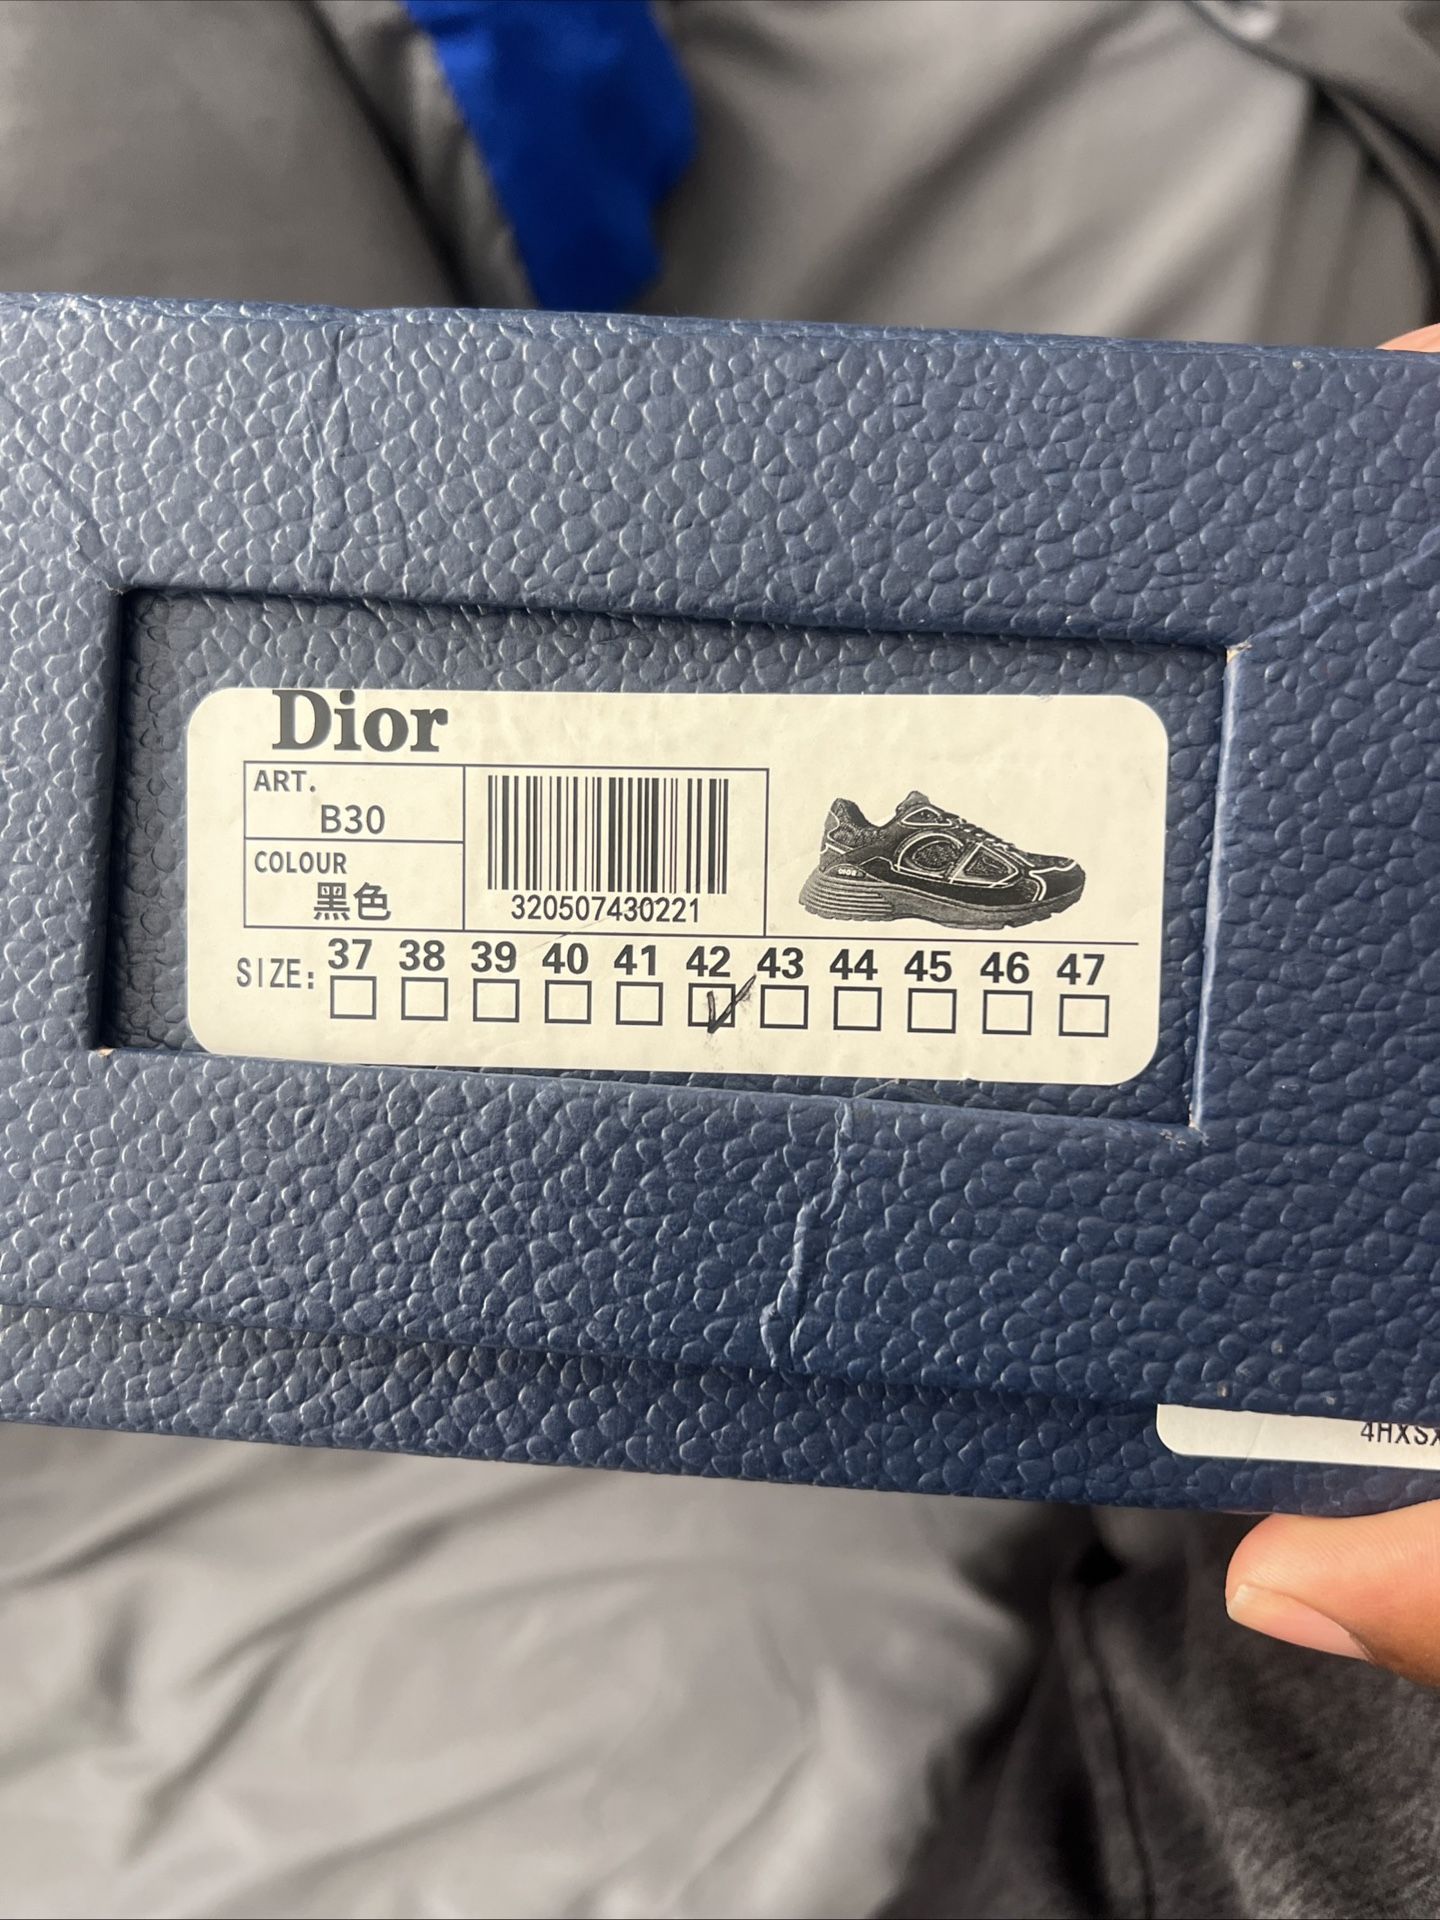 Dior
ART.
B30
COLOUR
黑色
320507430221
DIOR
SIZE: 37 38 39 40 41 42 43 44 45 46 47
4HXSX